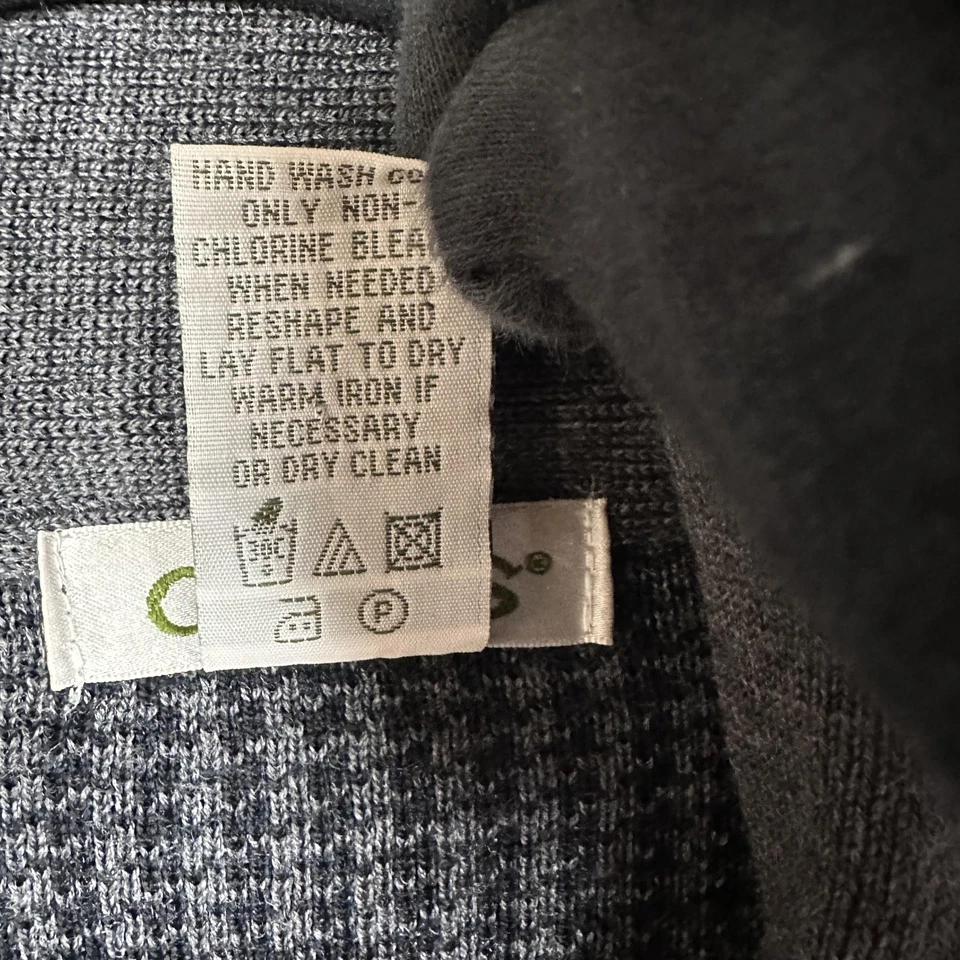 HAND WASH
ONLY NON-
CHLORINE
WHEN NEEDED
RESHAPE AND
LAY FLAT TO DRY
WARM IRON IF
NECESSARY
OR DRY CLEAN
30C
P
®